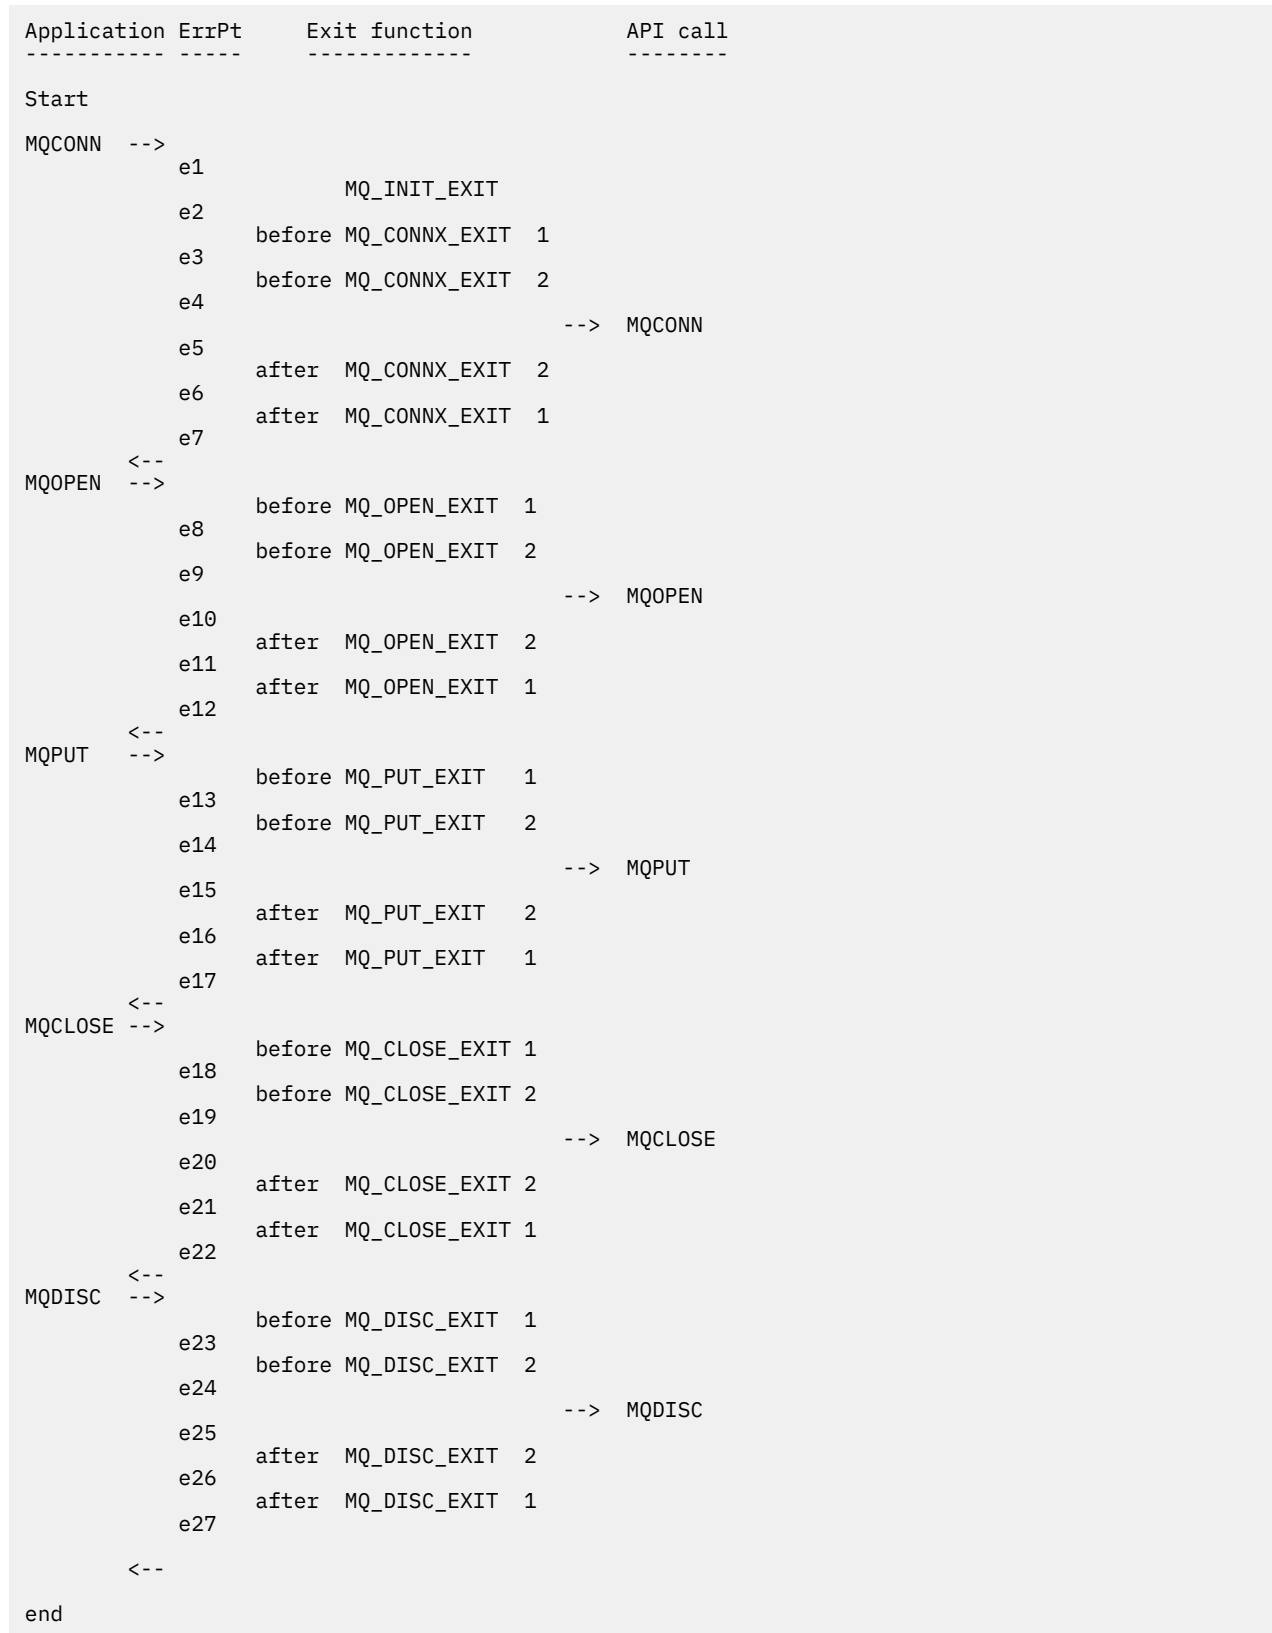 Application ErrPt     Exit function            API call
----------- -----     -------------            --------
Start
MQCONN  -->
            e1
                         MQ_INIT_EXIT
            e2
                  before MQ_CONNX_EXIT  1
            e3
                  before MQ_CONNX_EXIT  2
            e4
                                          -->  MQCONN
            e5
                  after  MQ_CONNX_EXIT  2
            e6
                  after  MQ_CONNX_EXIT  1
            e7
        <--
MQOPEN  -->
                  before MQ_OPEN_EXIT  1
            e8
                  before MQ_OPEN_EXIT  2
            e9
                                          -->  MQOPEN
            e10
                  after  MQ_OPEN_EXIT  2
            e11
                  after  MQ_OPEN_EXIT  1
            e12
        <--
MQPUT   -->
                  before MQ_PUT_EXIT   1
            e13
                  before MQ_PUT_EXIT   2
            e14
                                          -->  MQPUT
            e15
                  after  MQ_PUT_EXIT   2
            e16
                  after  MQ_PUT_EXIT   1
            e17
        <--
MQCLOSE -->
                  before MQ_CLOSE_EXIT 1
            e18
                  before MQ_CLOSE_EXIT 2
            e19
                                          -->  MQCLOSE
            e20
                  after  MQ_CLOSE_EXIT 2
            e21
                  after  MQ_CLOSE_EXIT 1
            e22
        <--
MQDISC  -->
                  before MQ_DISC_EXIT  1
            e23
                  before MQ_DISC_EXIT  2
            e24
                                          -->  MQDISC
            e25
                  after  MQ_DISC_EXIT  2
            e26
                  after  MQ_DISC_EXIT  1
            e27
        <--
end